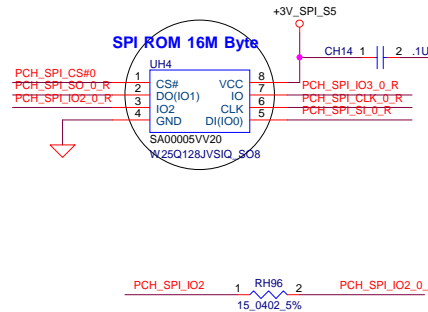 +3V_SPI_S5
SPI ROM 16M Byte
CH14 1 2 .1U
UH4
PCH_SPI_CS#0 1 CS# VCC 8
PCH_SPI_SO_0_R 2 DO(IO1) IO 7 PCH_SPI_IO3_0_R
PCH_SPI_IO2_0_R 3 IO2 CLK 6 PCH_SPI_CLK_0_R
4 GND DI(IO0) 5 PCH_SPI_SI_0_R
SA00005VV20
W25Q128JVSIQ_SO8
PCH_SPI_IO2 1 RH96 2 PCH_SPI_IO2_0_
15_0402_5%